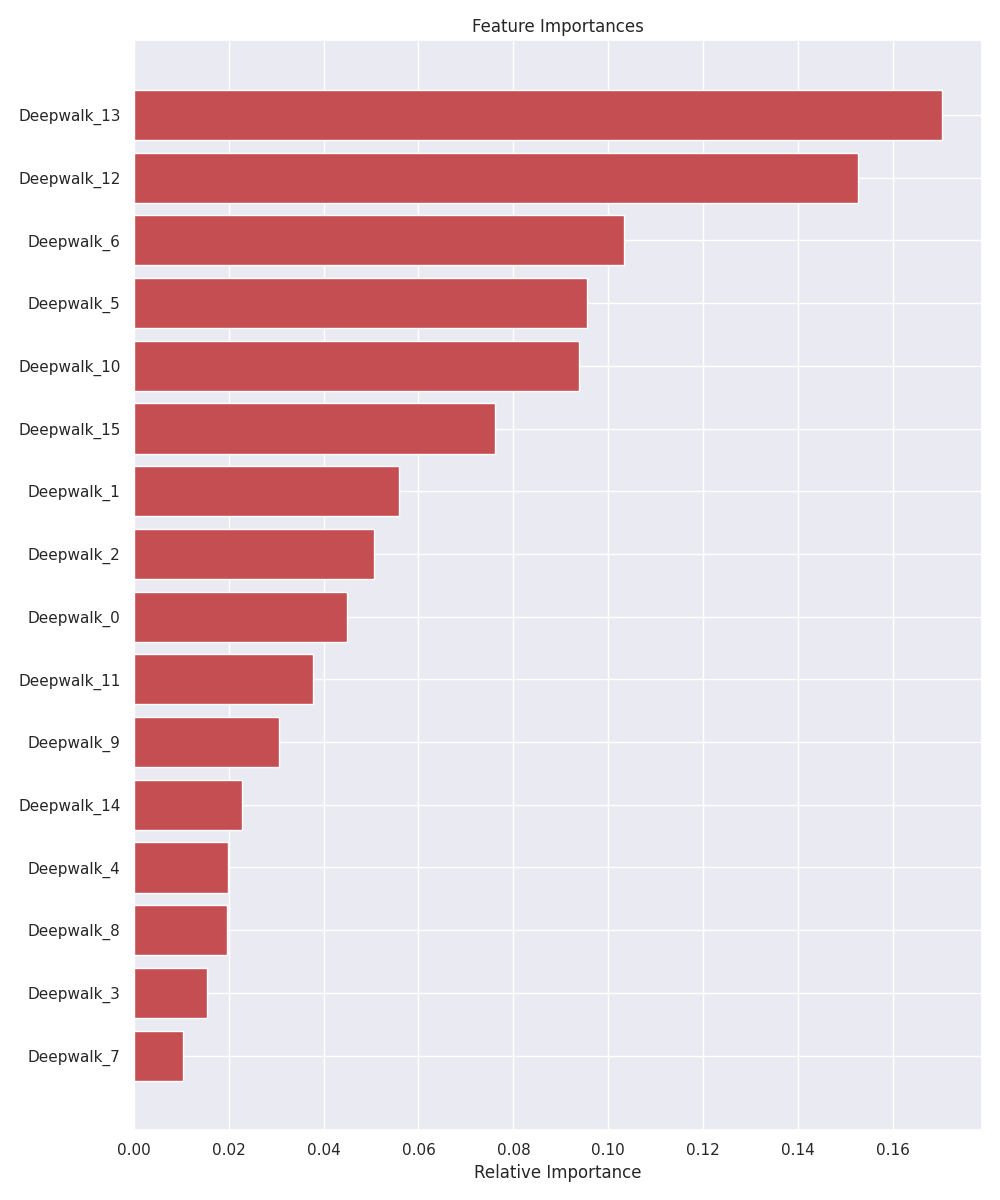 Feature Importances
Deepwalk_13
Deepwalk_12
Deepwalk_6
Deepwalk_5
Deepwalk_10
Deepwalk_15
Deepwalk_1
Deepwalk_2
Deepwalk_0
Deepwalk_11
Deepwalk_9
Deepwalk_14
Deepwalk_4
Deepwalk_8
Deepwalk_3
Deepwalk_7
0.00 0.02 0.04 0.06 0.08 0.10 0.12 0.14 0.16
Relative Importance